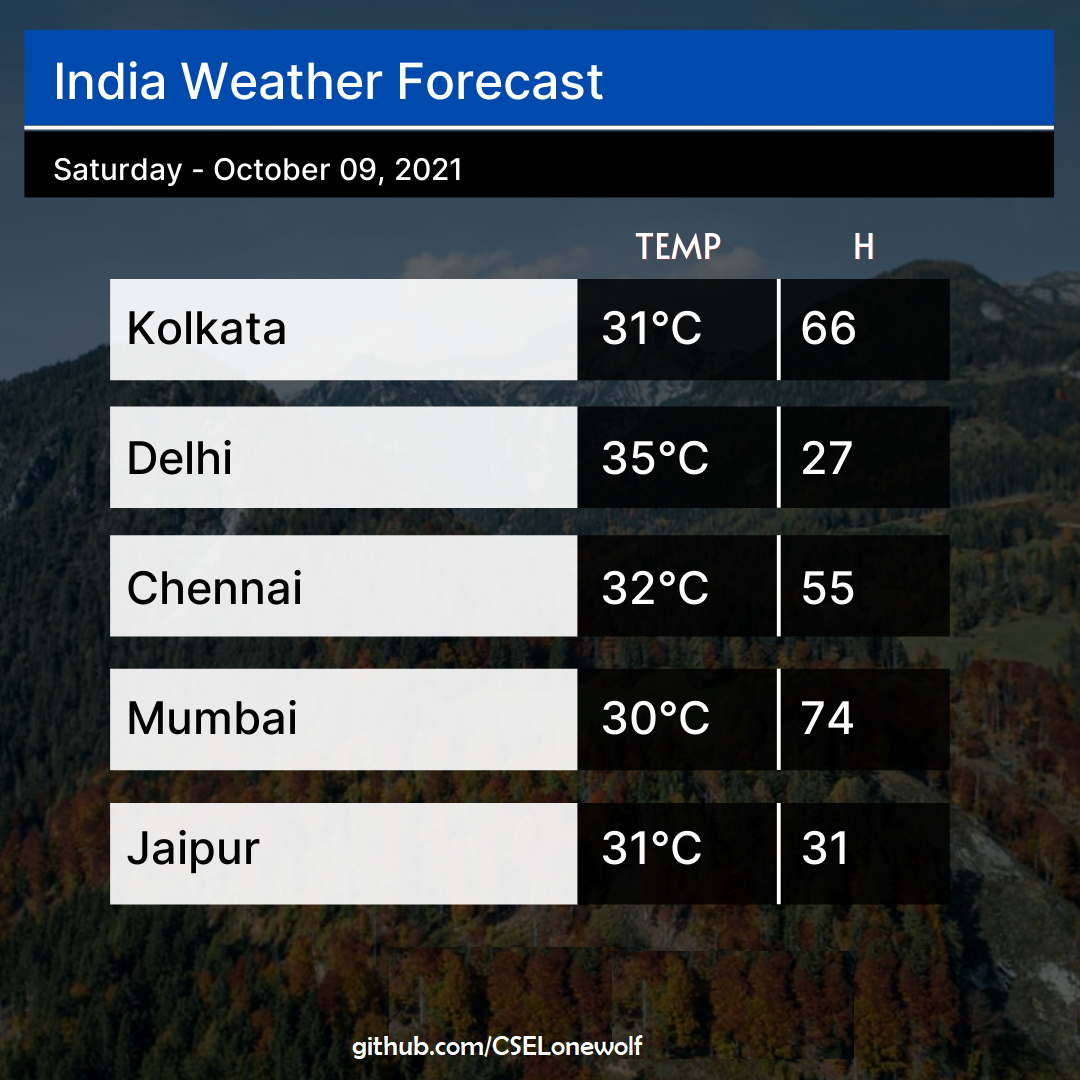 India Weather Forecast
Saturday - October 09, 2021
TEMP H
Kolkata 31°C 66
Delhi 35°C 27
Chennai 32°C 55
Mumbai 30°C 74
Jaipur 31°C 31
github.com/CSELonewolf